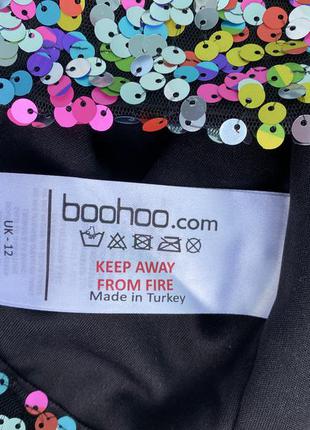 boohoo.com
KEEP AWAY
FROM FIRE
Made in Turkey
UK - 12